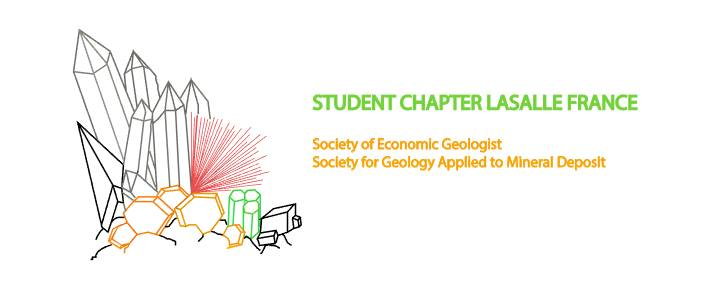 STUDENT CHAPTER LASALLE FRANCE
Society of Economic Geologist
Society for Geology Applied to Mineral Deposit